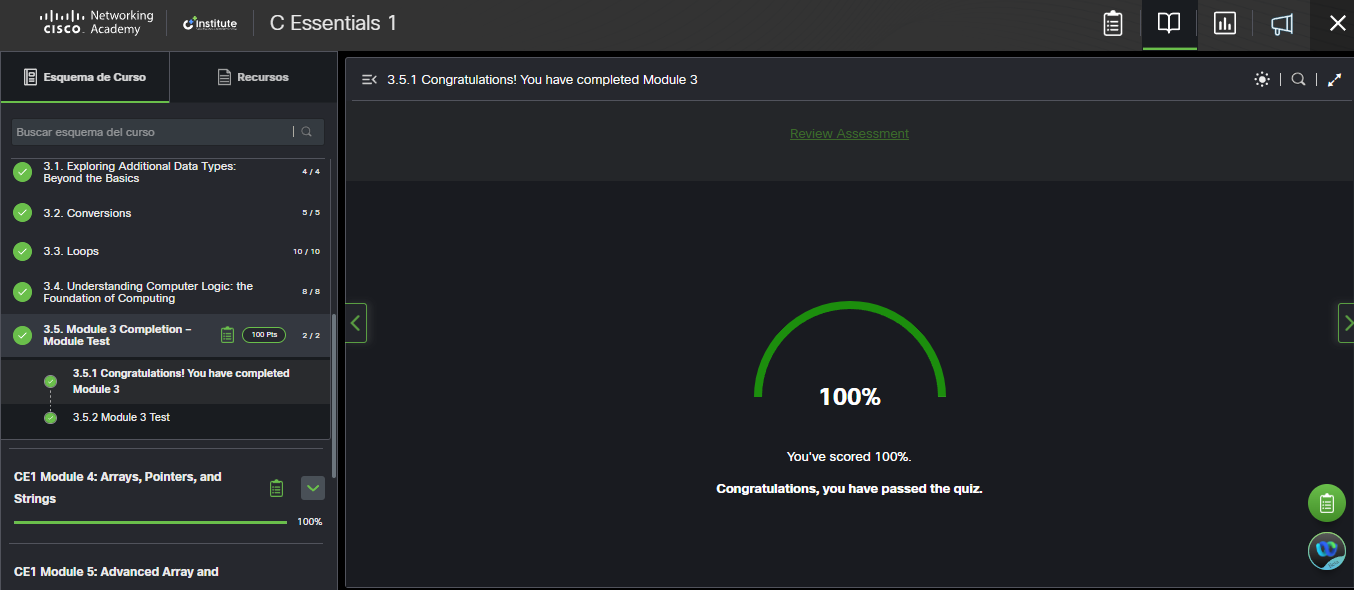 Networking
CISCO Academy
C++ Institute
C Essentials 1
Esquema de Curso
Recursos
3.5.1 Congratulations! You have completed Module 3
Buscar esquema del curso
Review Assessment
3.1. Exploring Additional Data Types:
Beyond the Basics
4 / 4
3.2. Conversions
5 / 5
3.3. Loops
10 / 10
3.4. Understanding Computer Logic: the
Foundation of Computing
8 / 8
3.5. Module 3 Completion –
Module Test
100 Pts
2 / 2
3.5.1 Congratulations! You have completed
Module 3
3.5.2 Module 3 Test
CE1 Module 4: Arrays, Pointers, and
Strings
100%
CE1 Module 5: Advanced Array and
100%
You've scored 100%.
Congratulations, you have passed the quiz.